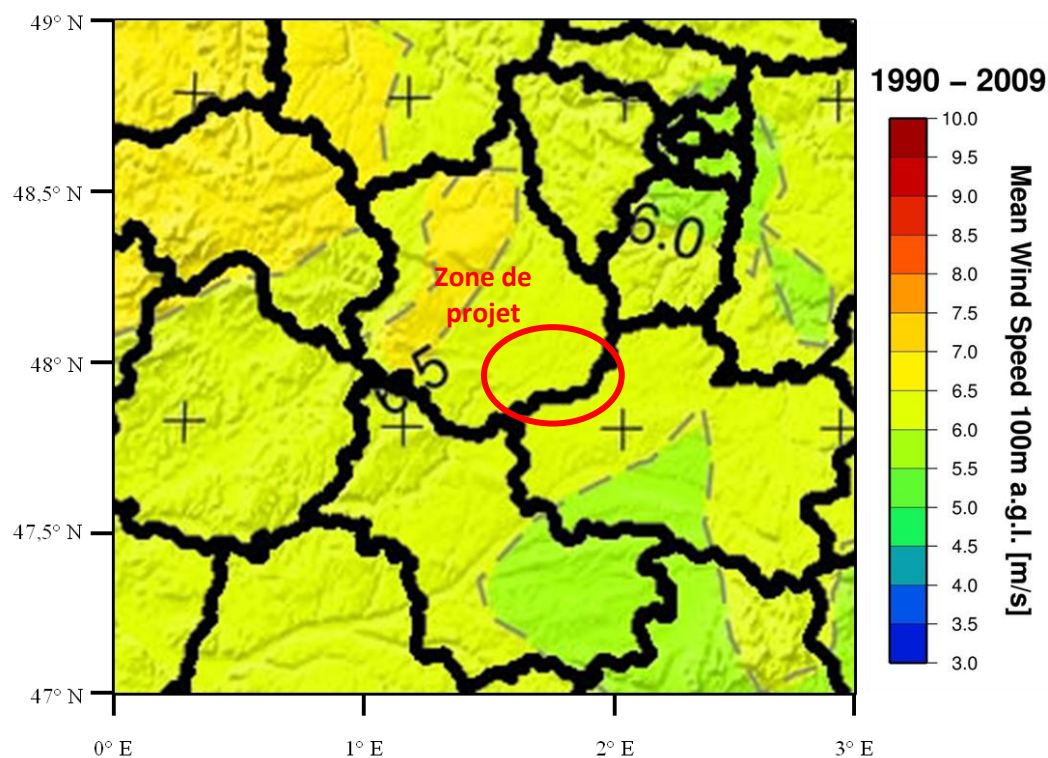 49° N
48,5° N
48° N
47,5° N
47° N
0° E
1° E
2° E
3° E
6.0
Zone de
projet
5
1990 – 2009
10.0
9.5
9.0
8.5
8.0
7.5
7.0
6.5
6.0
5.5
5.0
4.5
4.0
3.5
3.0
Mean Wind Speed 100m a.g.l. [m/s]